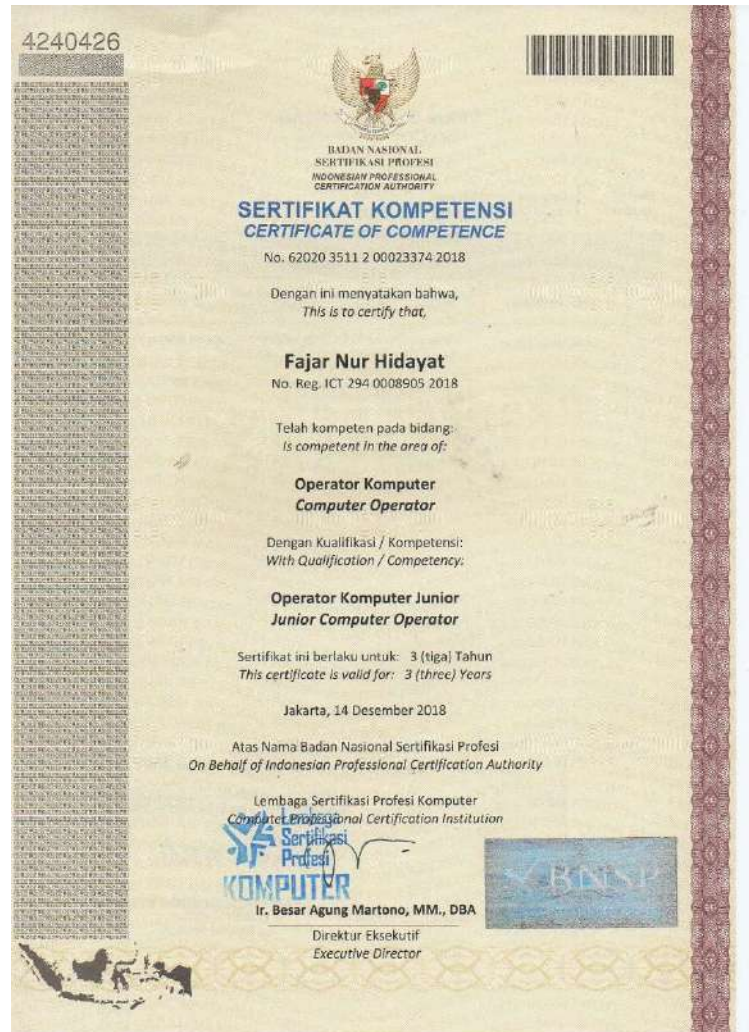 4240426
BADAN NASIONAL
SERTIFIKASI PROFESI
INDONESIAN PROFESSIONAL
CERTIFICATION AUTHORITY
SERTIFIKAT KOMPETENSI
CERTIFICATE OF COMPETENCE
No. 62020 3511 2 00023374 2018
Dengan ini menyatakan bahwa,
This is to certify that,
Fajar Nur Hidayat
No. Reg. ICT 294 0008905 2018
Telah kompeten pada bidang:
Is competent in the area of:
Operator Komputer
Computer Operator
Dengan Kualifikasi / Kompetensi:
With Qualification / Competency:
Operator Komputer Junior
Junior Computer Operator
Sertifikat ini berlaku untuk: 3 (tiga) Tahun
This certificate is valid for: 3 (three) Years
Jakarta, 14 Desember 2018
Atas Nama Badan Nasional Sertifikasi Profesi
On Behalf of Indonesian Professional Certification Authority
Lembaga Sertifikasi Profesi Komputer
Computer Professional Certification Institution
Lembaga
Sertifikasi
Profesi
KOMPUTER
BNSP
Ir. Besar Agung Martono, MM., DBA
Direktur Eksekutif
Executive Director